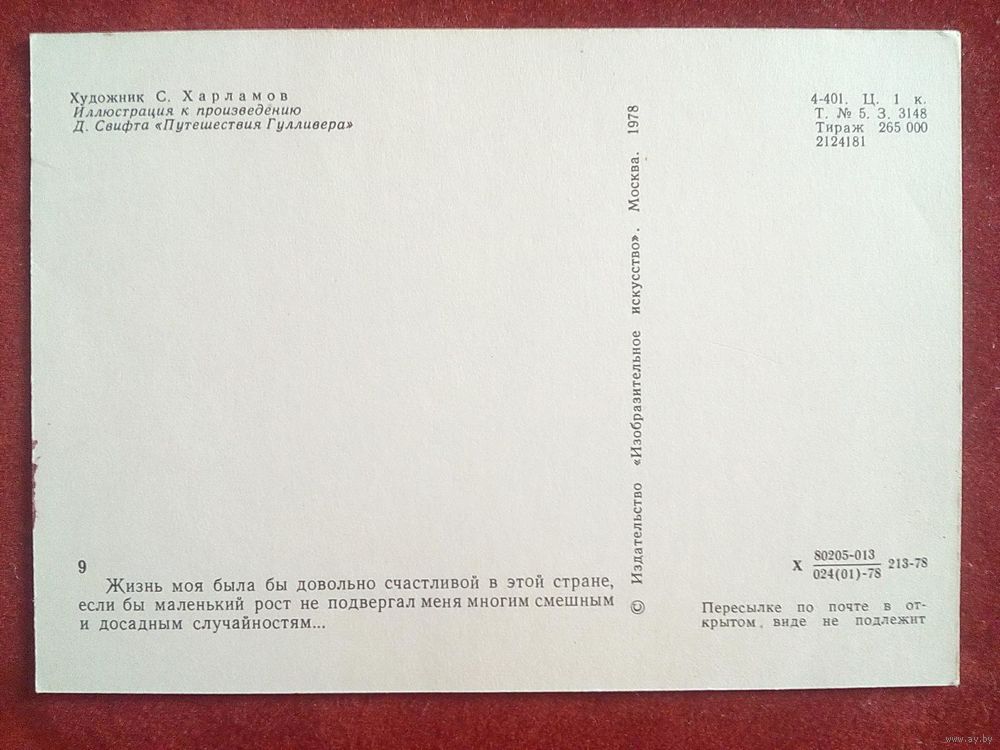 Художник С. Харламов
Иллюстрация к произведению
Д. Свифта «Путешествия Гулливера»
4-401. Ц. 1 к.
Т. № 5. З. 3148
Тираж 265 000
2124181
© Издательство «Изобразительное искусство». Москва. 1978
9
Жизнь моя была бы довольно счастливой в этой стране,
если бы маленький рост не подвергал меня многим смешным
и досадным случайностям...
Х 80205-013 213-78
024(01)-78
Пересылке по почте в от-
крытом виде не подлежит
www.ay.by